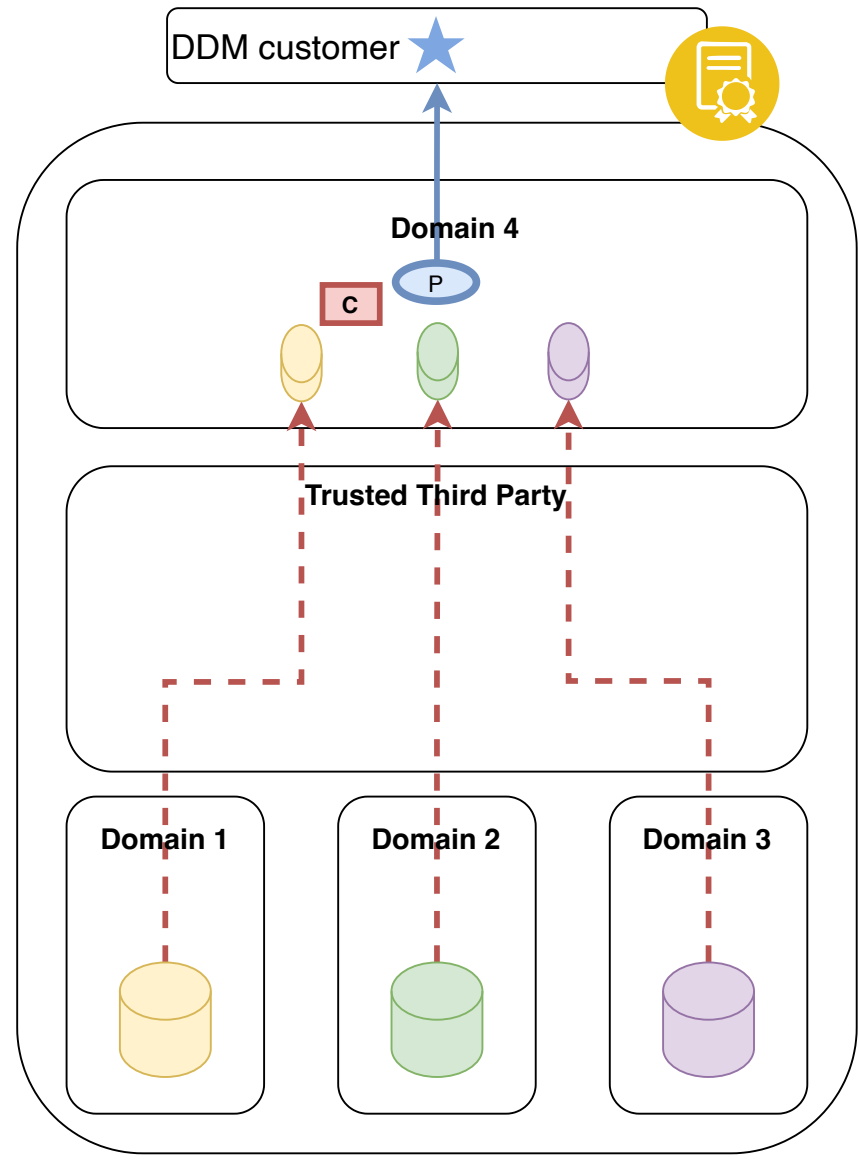 DDM customer
Domain 4
P
C
Trusted Third Party
Domain 1
Domain 2
Domain 3